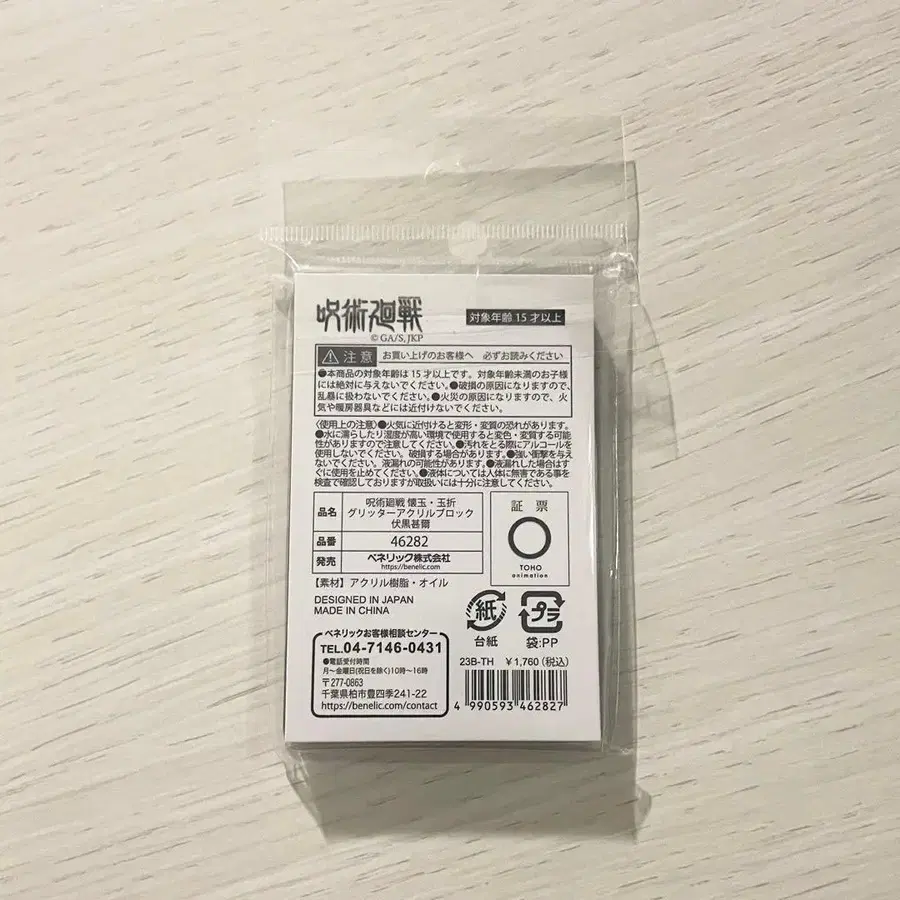 呪術廻戦
対象年齢 15 才以上
© GA/S, JKP
注意 お買い上げのお客様へ 必ずお読みください
●本商品の対象年齢は 15 才以上です。対象年齢未満のお子様
には絶対に与えないでください。●破損の原因になりますので、
乱暴に扱わないでください。●火災の原因になりますので、火
気や暖房器具などには近付けないでください。
〈使用上の注意〉●火気に近付けると変形・変質の恐れがあります。
●水に濡らしたり湿度が高い環境で使用すると変色・変質する可能
性がありますので注意してください。●汚れをとる際にアルコールを
使用しないでください。破損する場合があります。●強い衝撃を与え
ないでください。液漏れの可能性があります。●液漏れした場合はす
ぐに使用を止めてください。●液体については人体に無害である事を
検査で確認しておりますが取扱いには十分に注意してください。
品名 呪術廻戦 懐玉・玉折
グリッターアクリルブロック
伏黒甚爾
品番 46282
発売 ベネリック株式会社
https://benelic.com
証票
TOHO
animation
【素材】アクリル樹脂・オイル
DESIGNED IN JAPAN
MADE IN CHINA
紙
台紙
プラ
袋:PP
ベネリックお客様相談センター
TEL.04-7146-0431
●電話受付時間
月～金曜日(祝日を除く)10時～16時
〒277-0863
千葉県柏市豊四季241-22
https://benelic.com/contact
23B-TH ￥1,760 (税込)
4 990593 462827